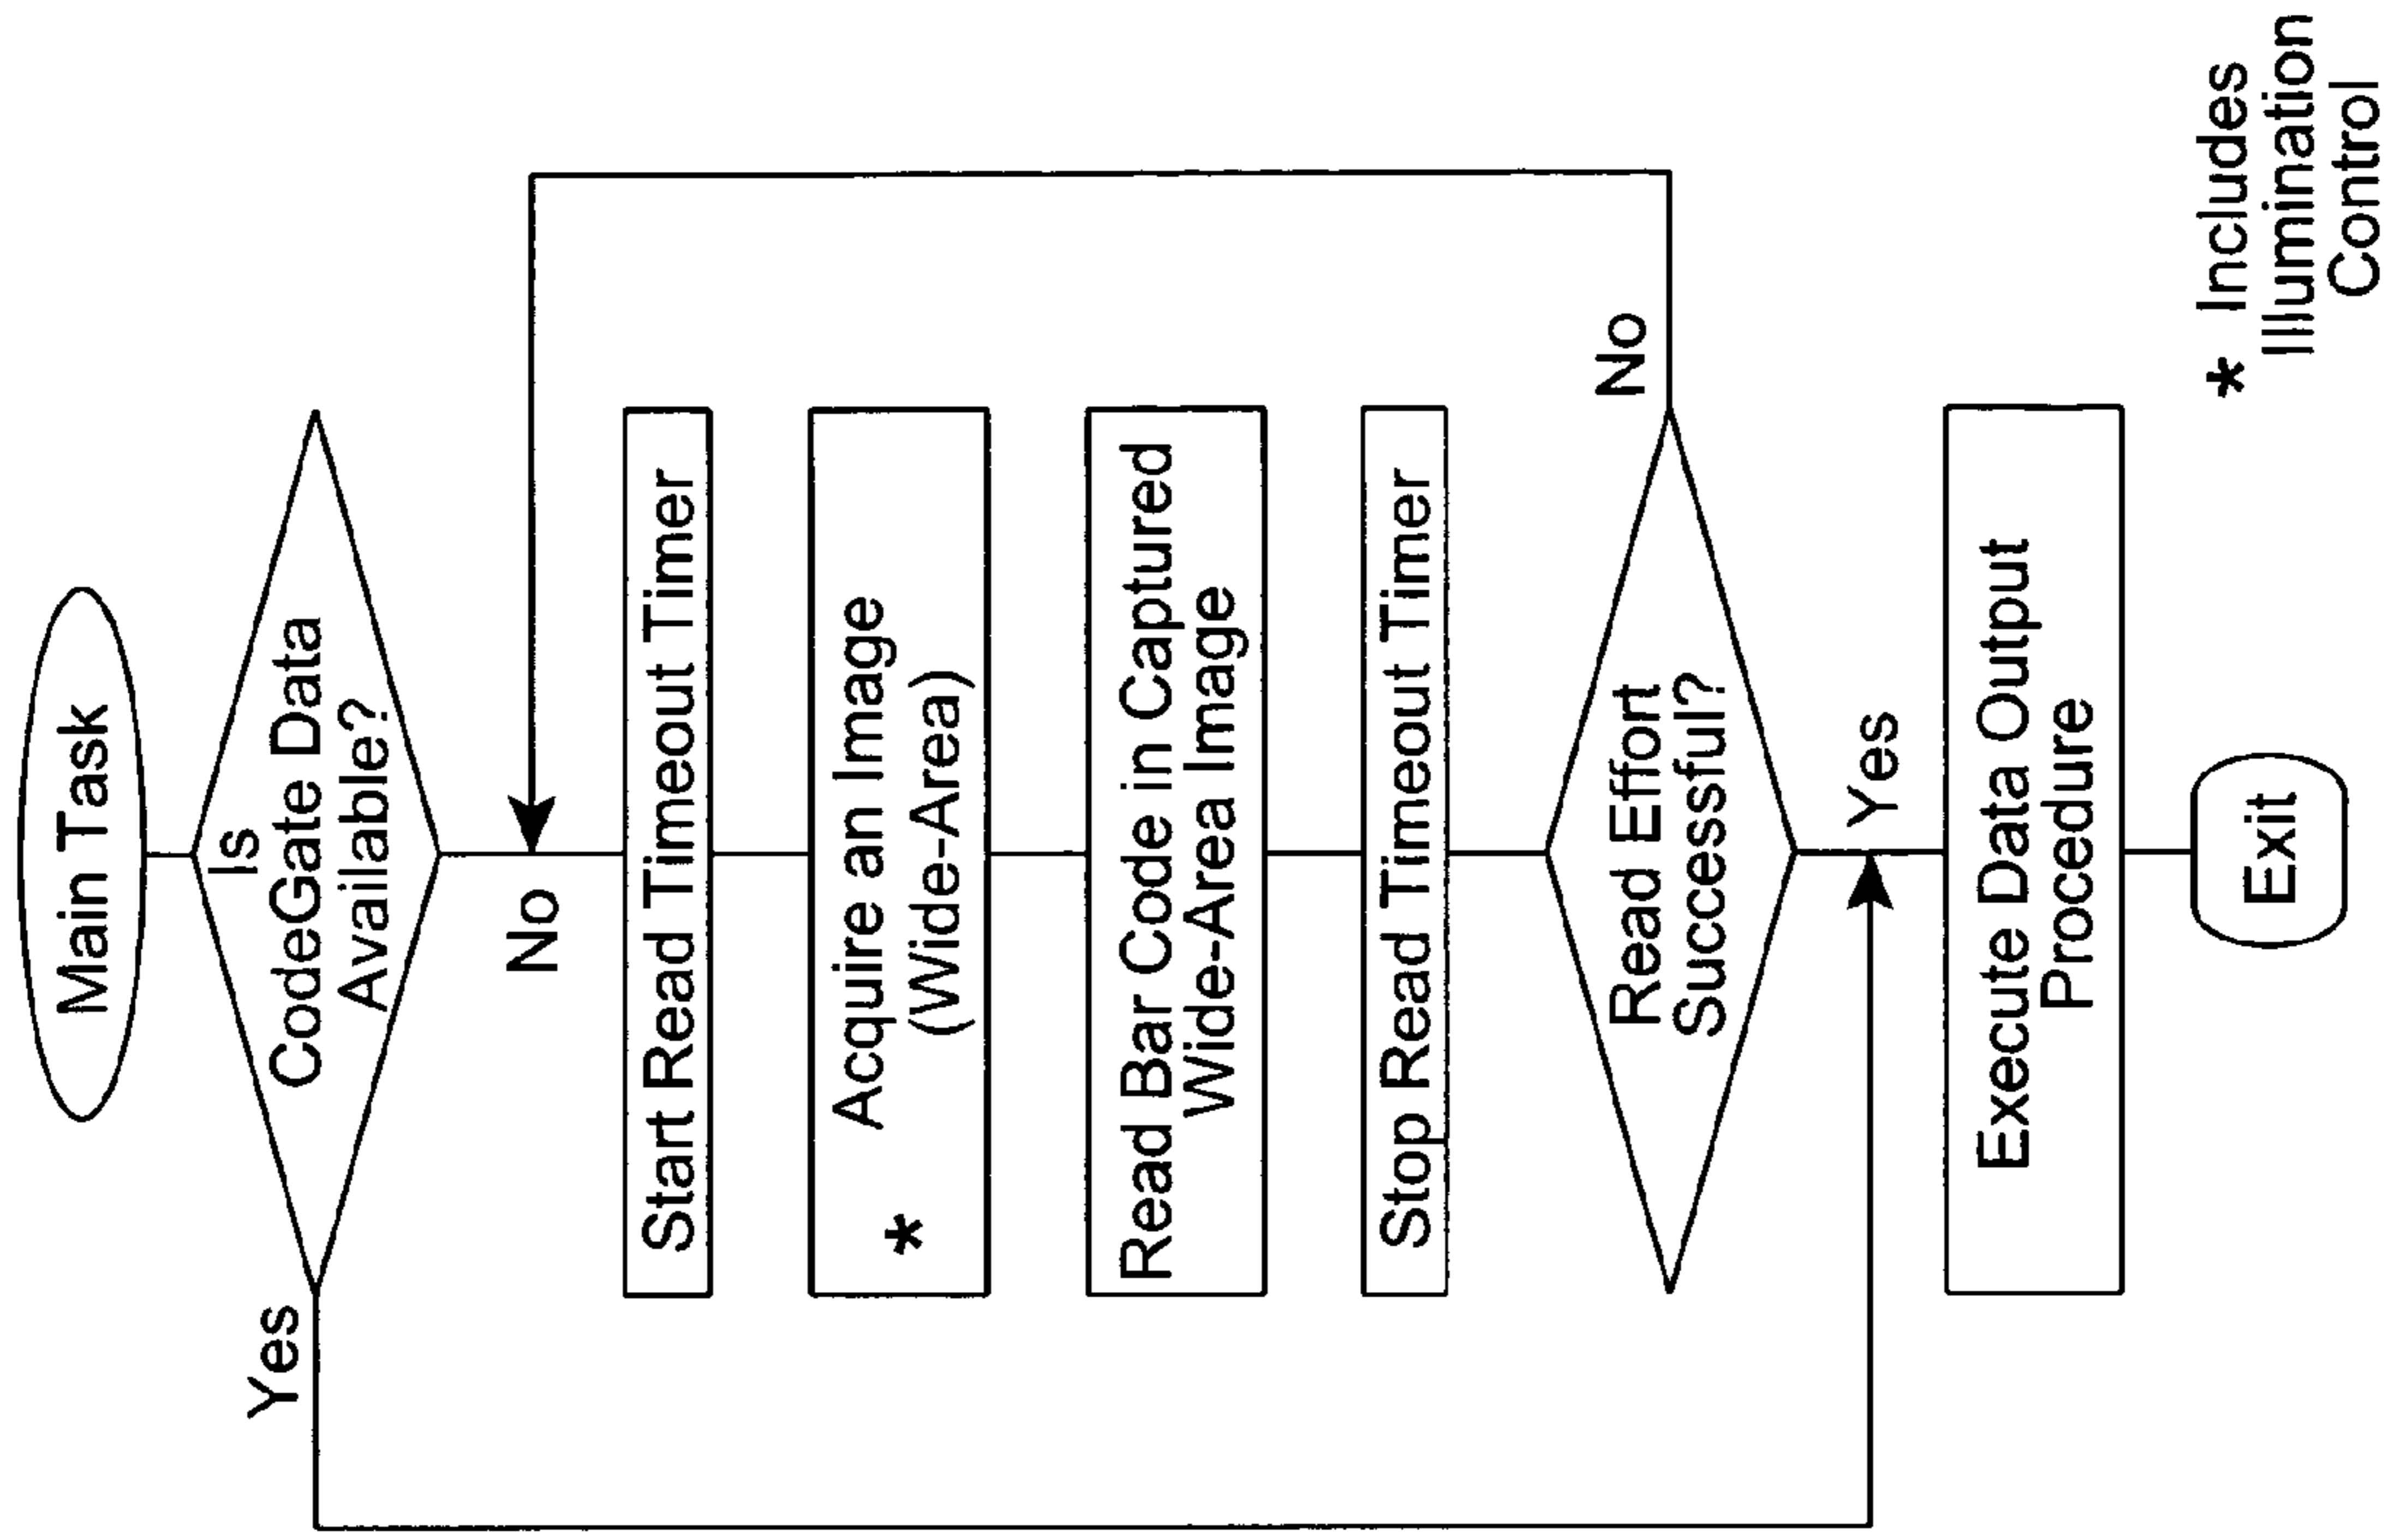 Main Task
Is
CodeGate Data
Available?
Yes
No
Start Read Timeout Timer
Acquire an Image
* (Wide-Area)
Read Bar Code in Captured
Wide-Area Image
Stop Read Timeout Timer
Read Effort
Successful?
No
Yes
Execute Data Output
Procedure
Exit
* Includes
Illumination
Control